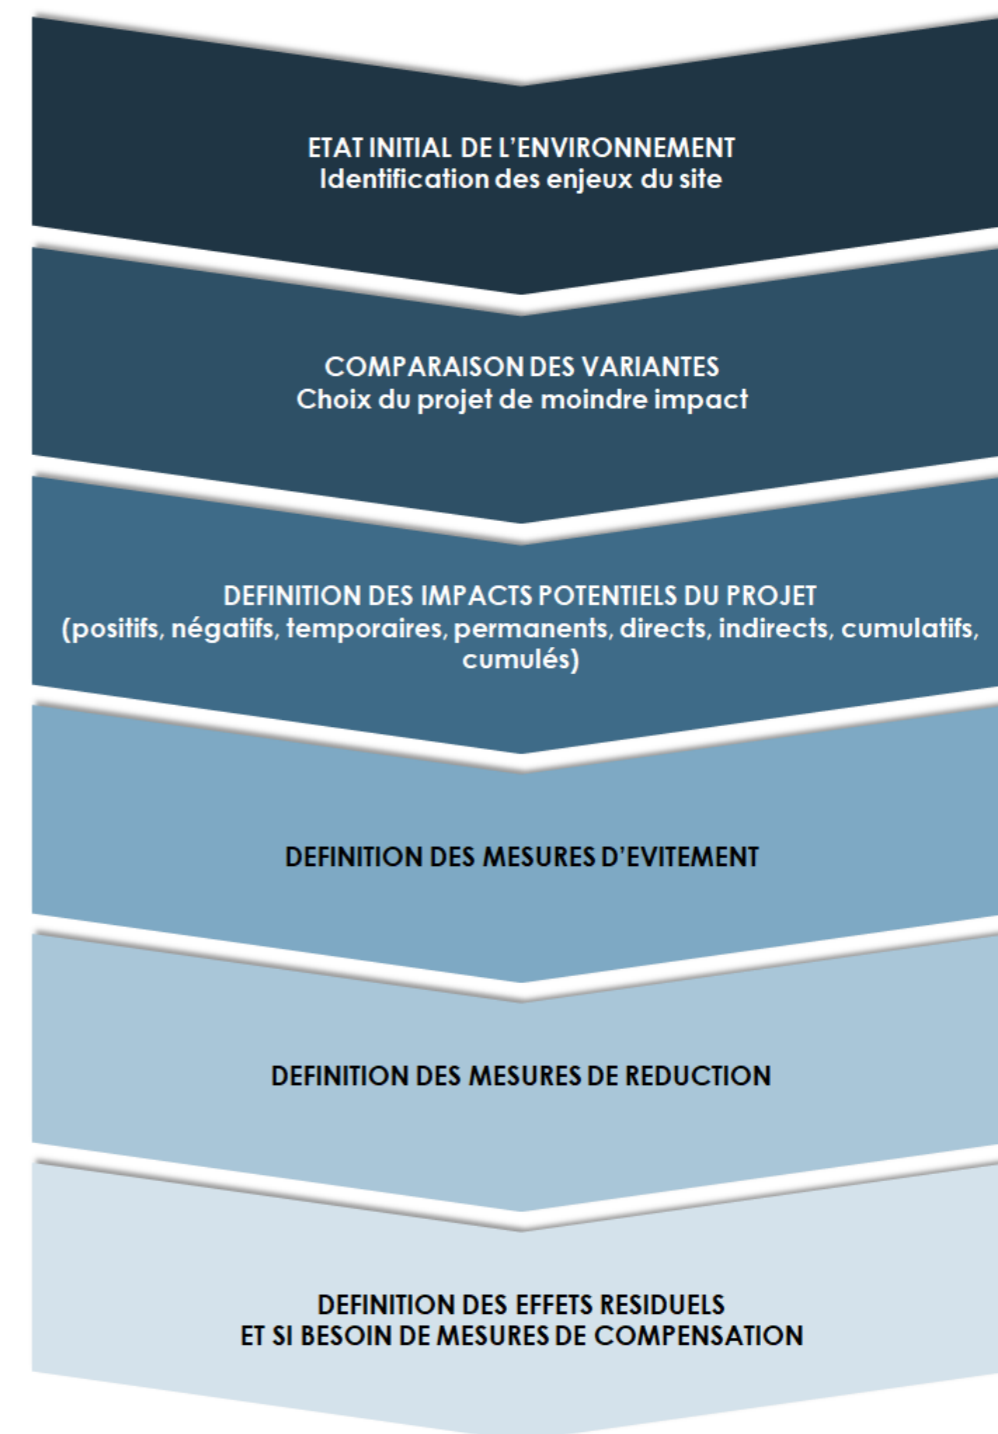 ETAT INITIAL DE L'ENVIRONNEMENT
Identification des enjeux du site
COMPARAISON DES VARIANTES
Choix du projet de moindre impact
DEFINITION DES IMPACTS POTENTIELS DU PROJET
(positifs, négatifs, temporaires, permanents, directs, indirects, cumulatifs,
cumulés)
DEFINITION DES MESURES D'EVITEMENT
DEFINITION DES MESURES DE REDUCTION
DEFINITION DES EFFETS RESIDUELS
ET SI BESOIN DE MESURES DE COMPENSATION